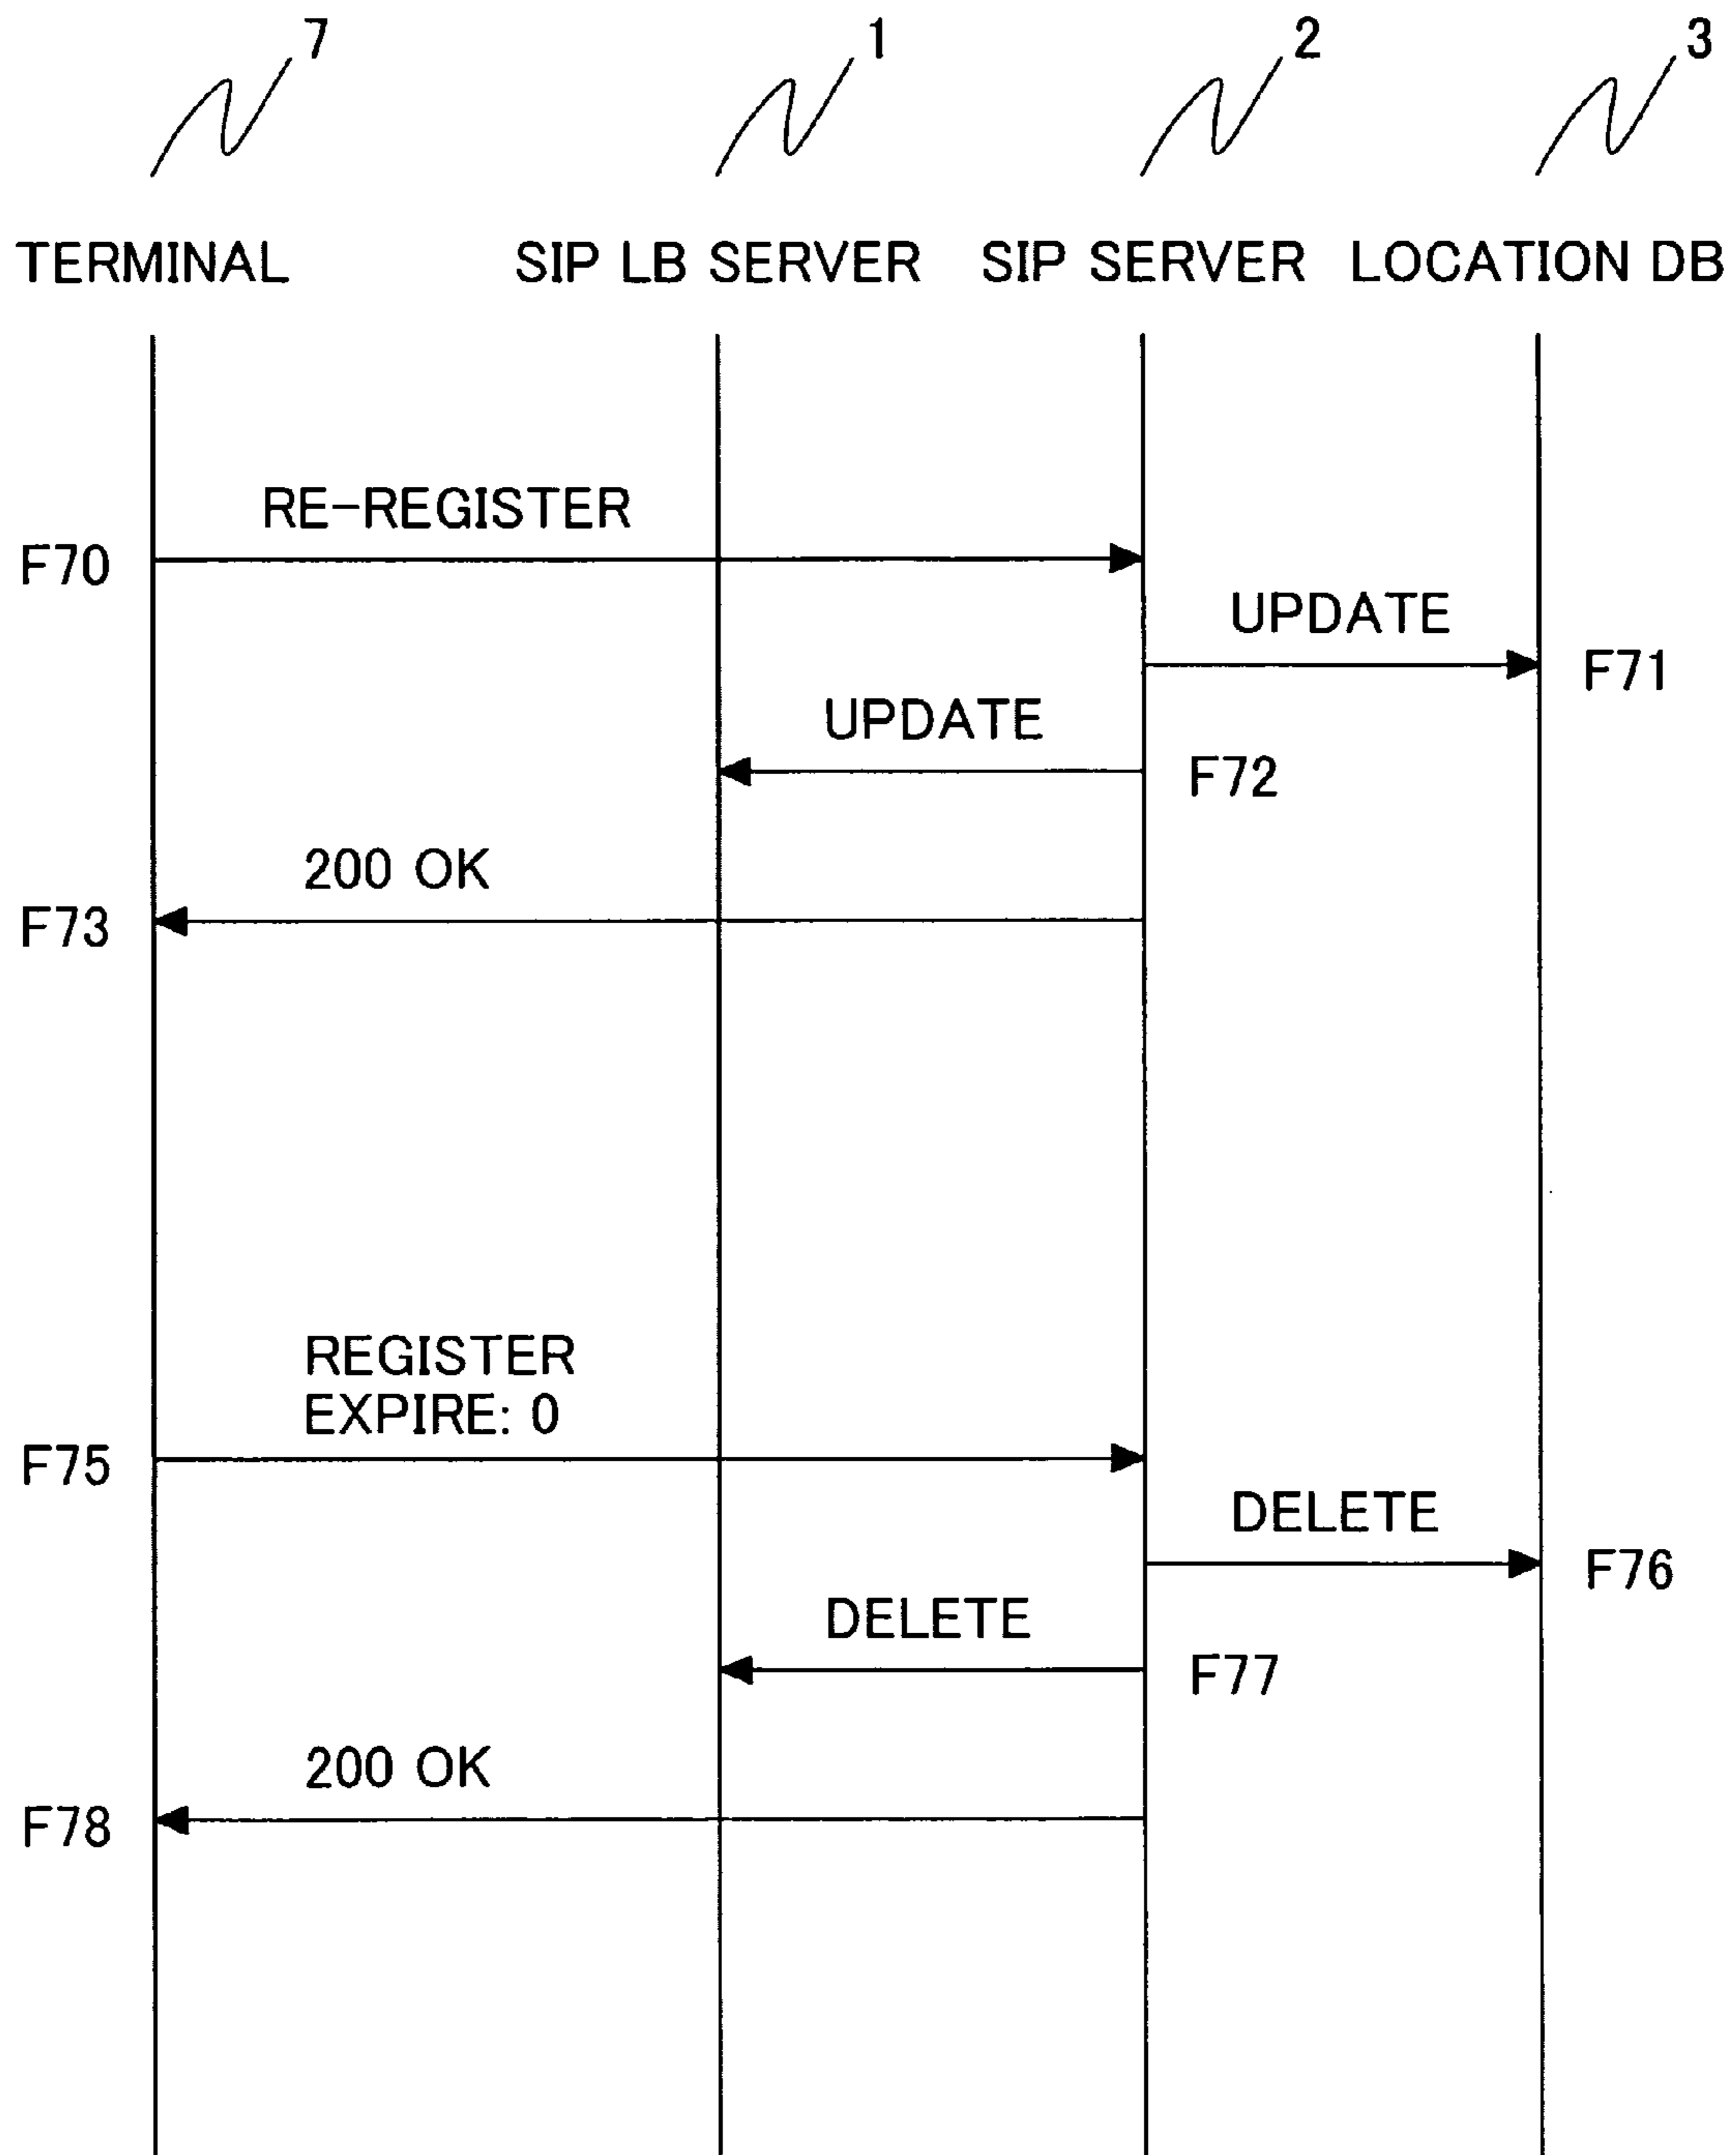 7 1 2 3
TERMINAL SIP LB SERVER SIP SERVER LOCATION DB
RE-REGISTER
F70
UPDATE
F71
UPDATE
F72
200 OK
F73
REGISTER
EXPIRE: 0
F75
DELETE
F76
DELETE
F77
200 OK
F78